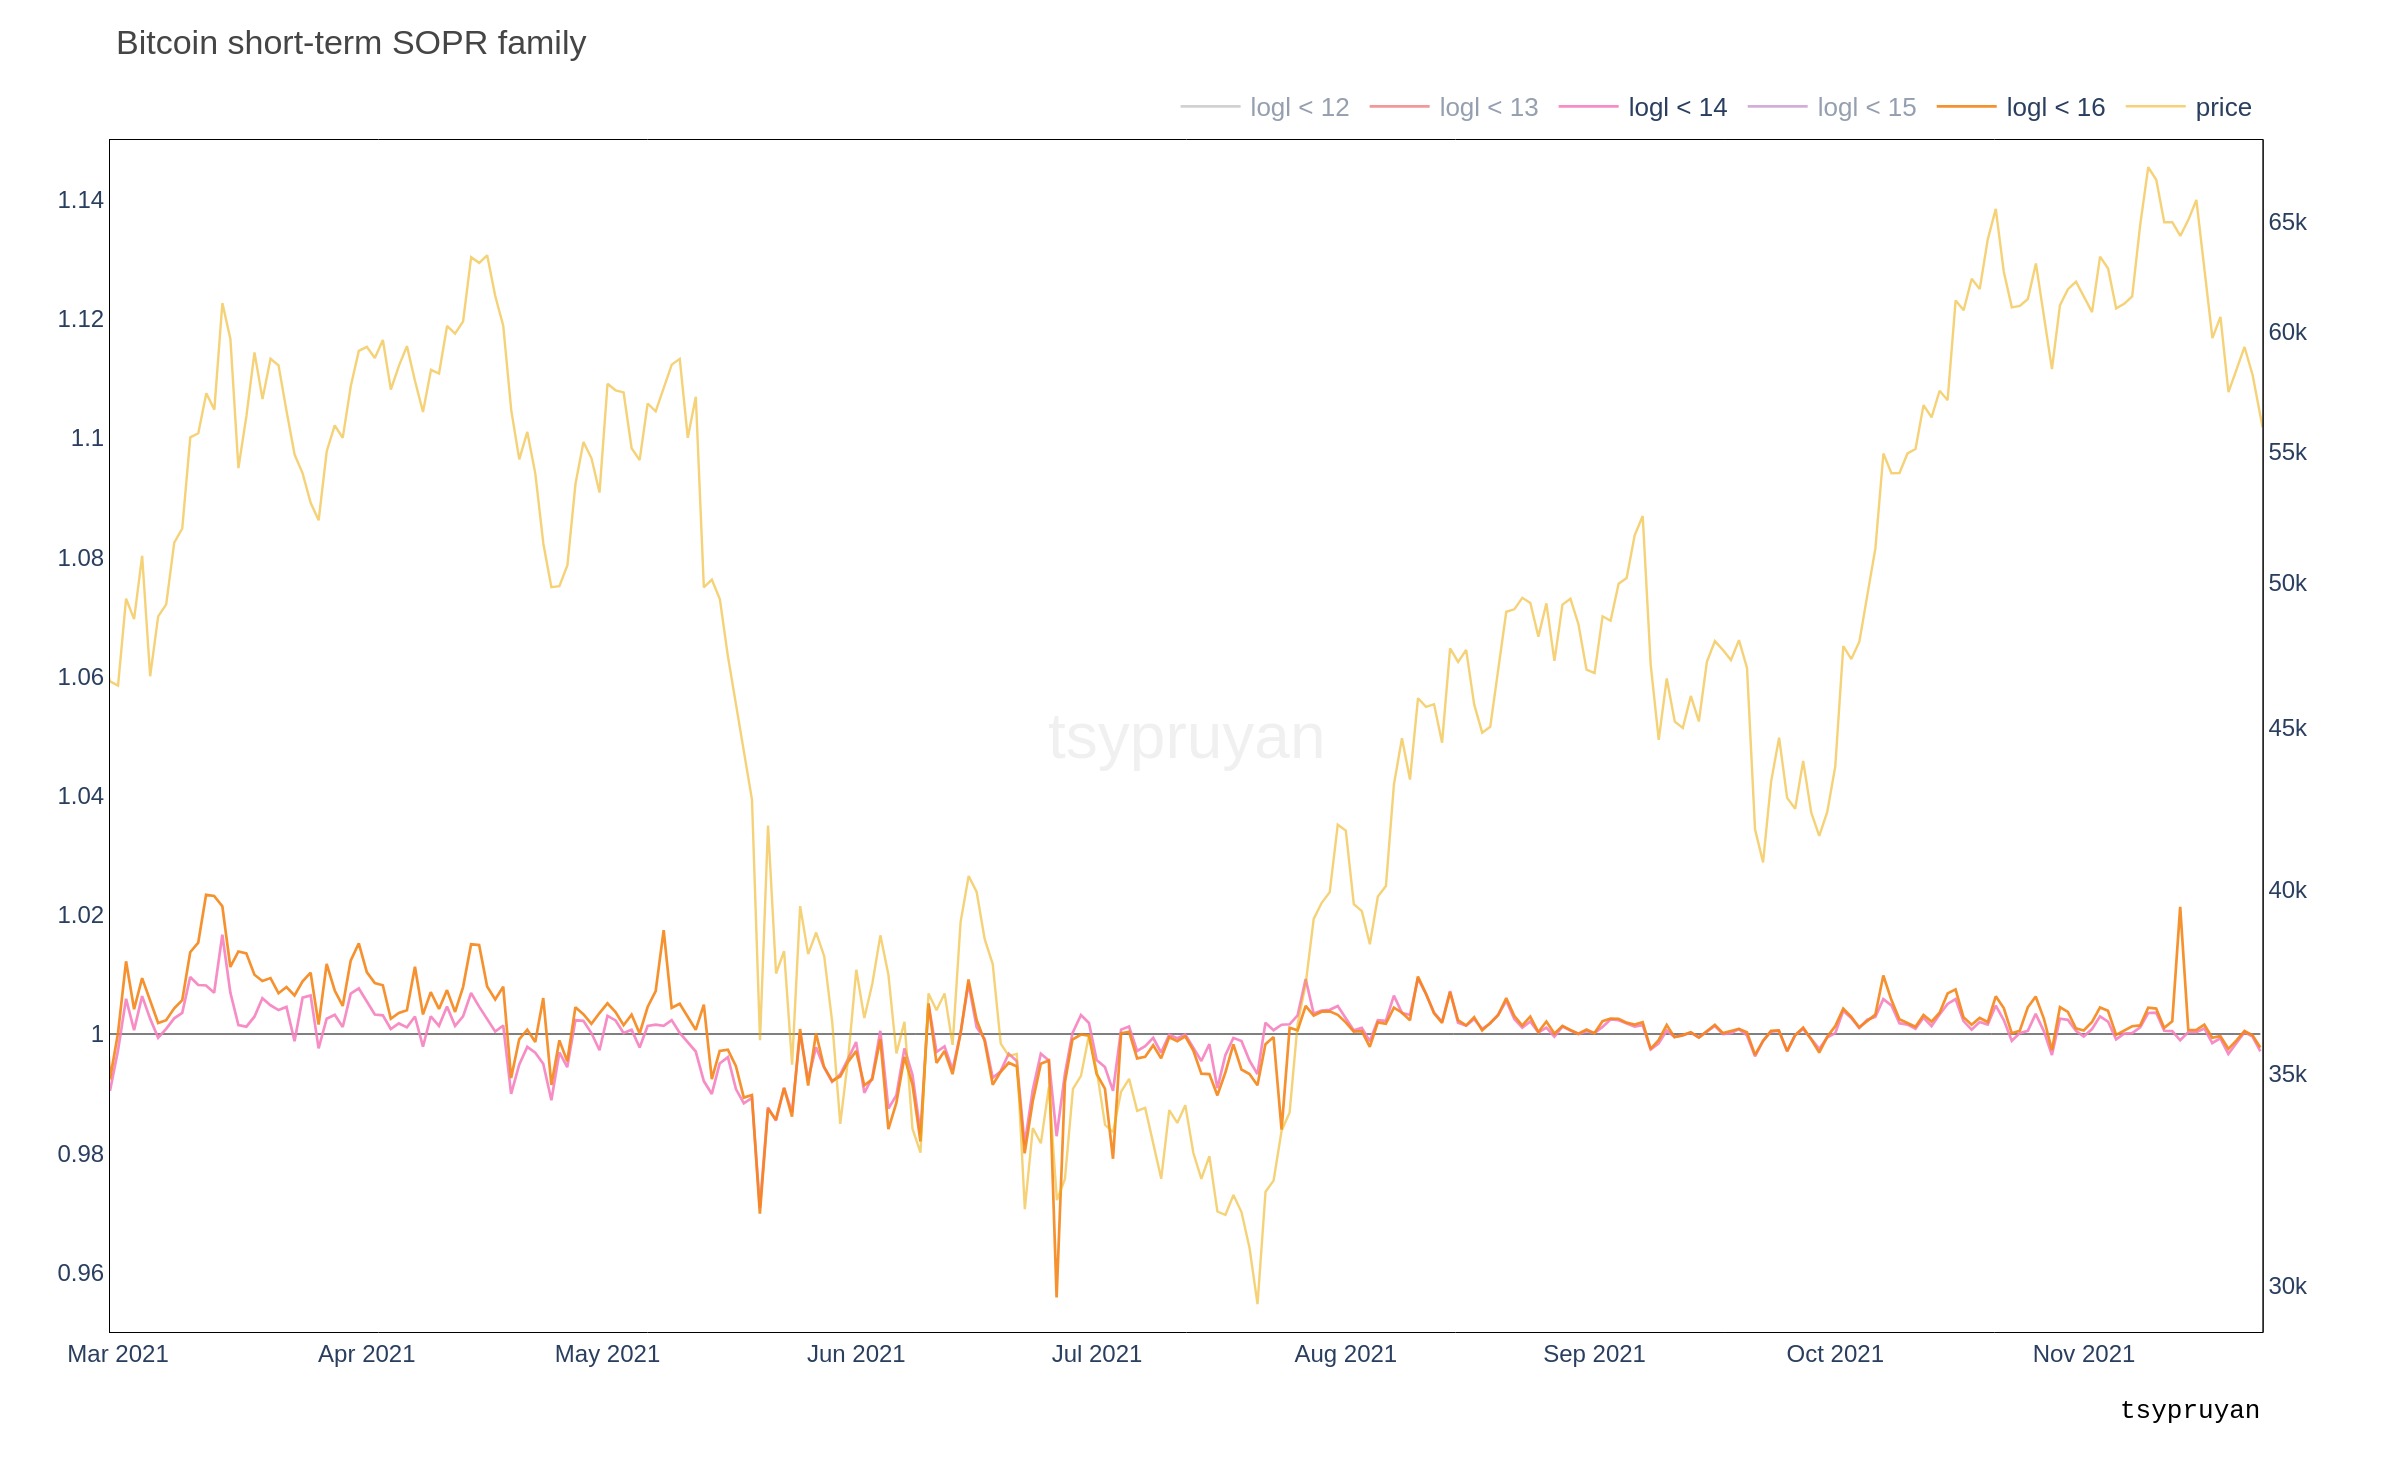 Bitcoin short-term SOPR family
logl < 12 logl < 13 logl < 14 logl < 15 logl < 16 price
1.14
1.12
1.1
1.08
1.06
1.04
1.02
1
0.98
0.96
65k
60k
55k
50k
45k
40k
35k
30k
tsypruyan
Mar 2021 Apr 2021 May 2021 Jun 2021 Jul 2021 Aug 2021 Sep 2021 Oct 2021 Nov 2021
tsypruyan